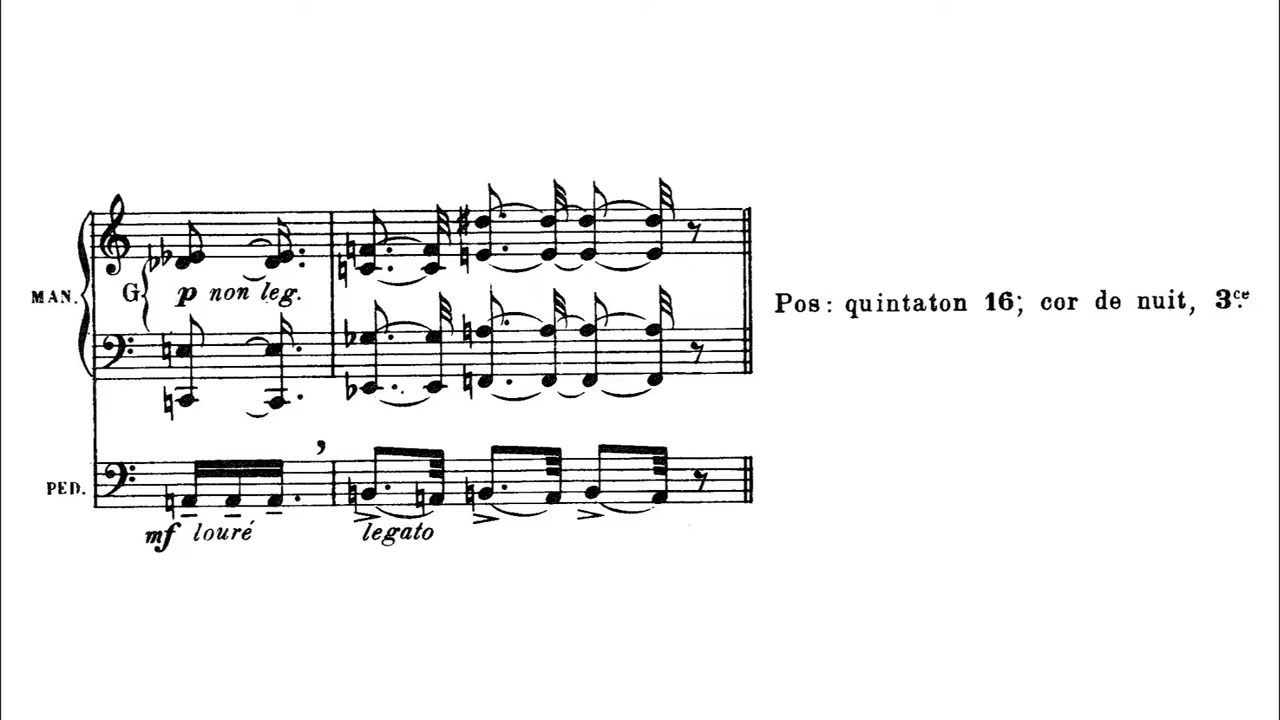 MAN.
G
p non leg.
Pos: quintaton 16; cor de nuit, 3ce.
PED.
mf louré
legato